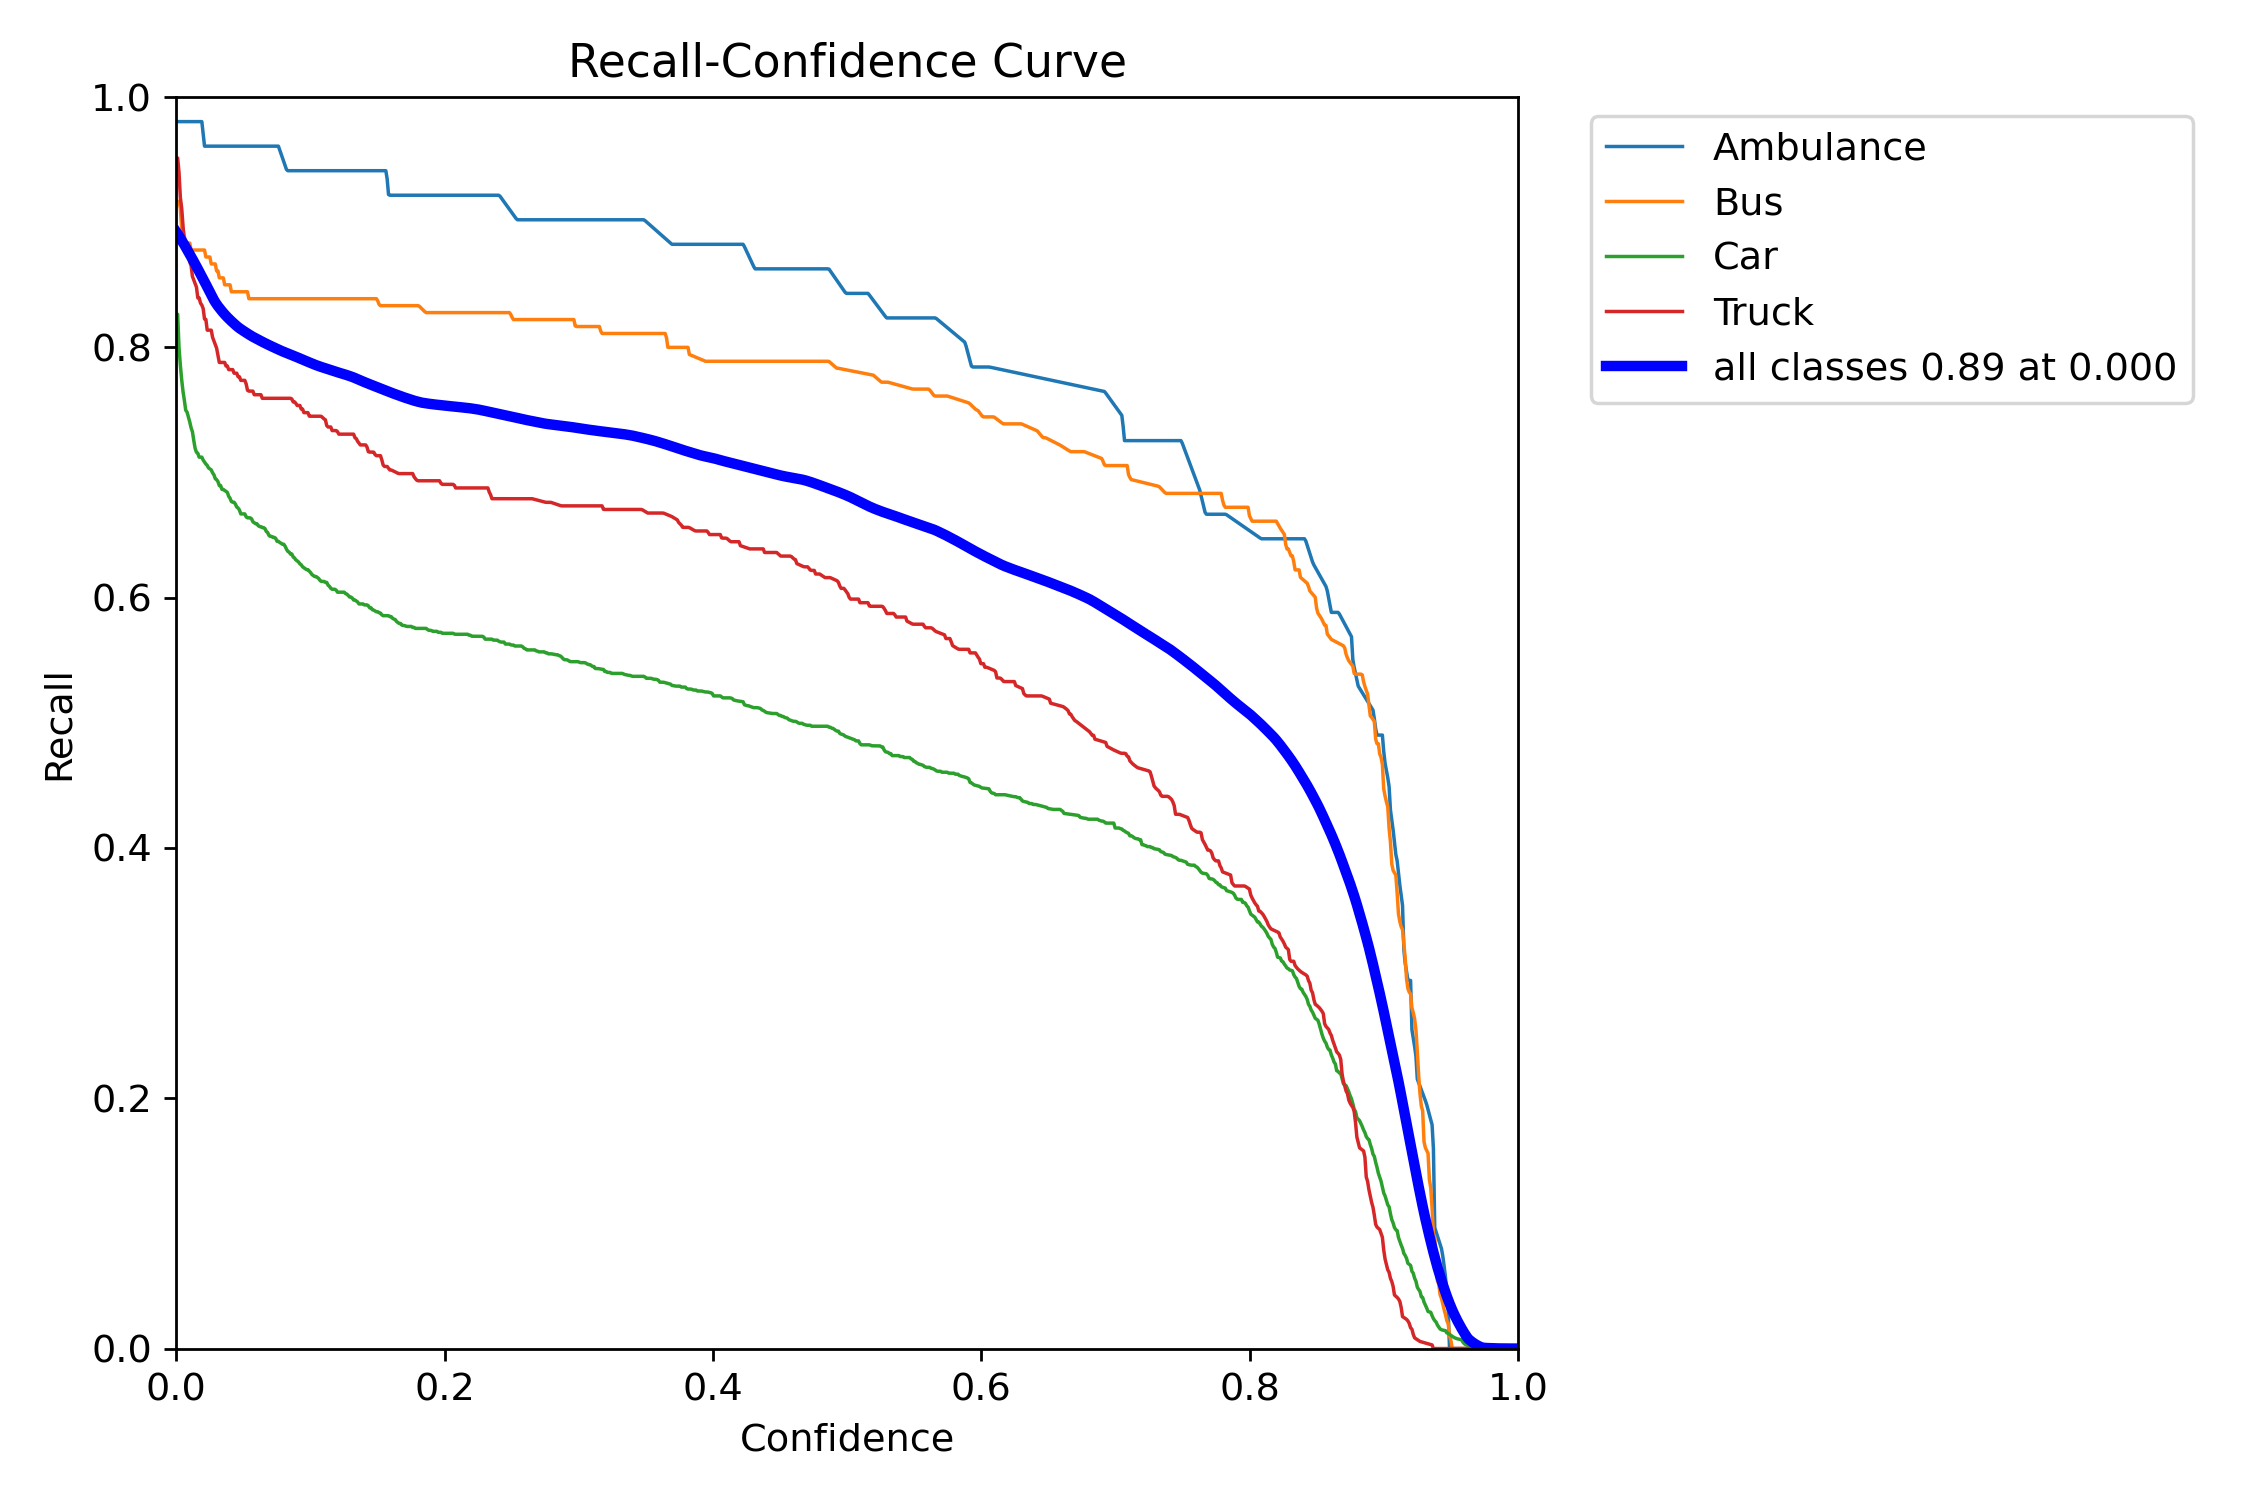 Recall-Confidence Curve
1.0
0.8
0.6
0.4
0.2
0.0
Recall
0.0 0.2 0.4 0.6 0.8 1.0
Confidence
Ambulance
Bus
Car
Truck
all classes 0.89 at 0.000